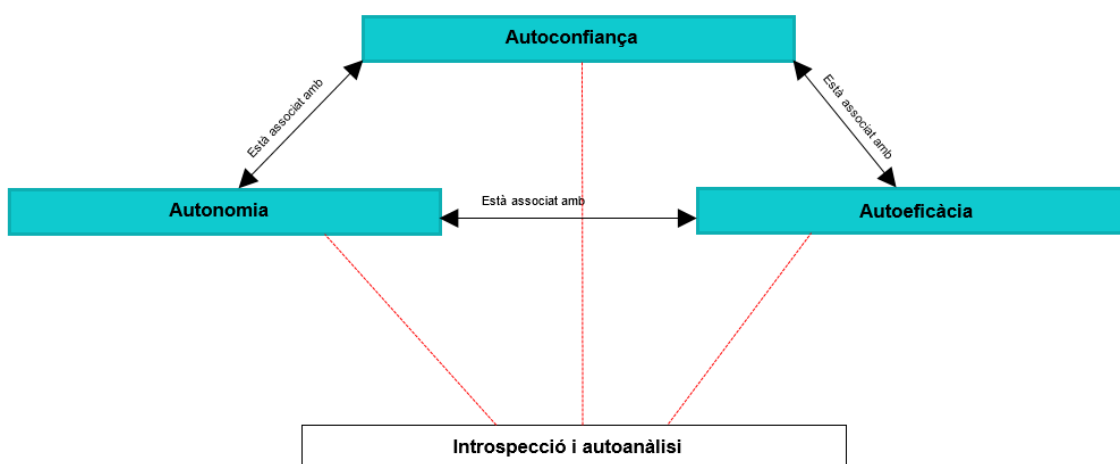 Autoconfiança
Està associat amb
Està associat amb
Autonomia
Està associat amb
Autoeficàcia
Introspecció i autoanàlisi